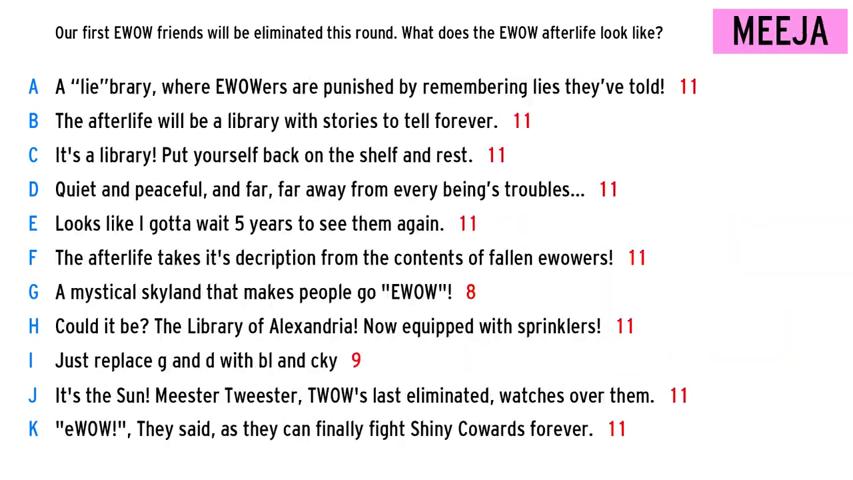 Our first EWOW friends will be eliminated this round. What does the EWOW afterlife look like?
MEEJA
A A “lie”brary, where EWOWers are punished by remembering lies they’ve told! 11
B The afterlife will be a library with stories to tell forever. 11
C It's a library! Put yourself back on the shelf and rest. 11
D Quiet and peaceful, and far, far away from every being’s troubles... 11
E Looks like I gotta wait 5 years to see them again. 11
F The afterlife takes it's decription from the contents of fallen ewowers! 11
G A mystical skyland that makes people go "EWOW"! 8
H Could it be? The Library of Alexandria! Now equipped with sprinklers! 11
I Just replace g and d with bl and cky 9
J It's the Sun! Meester Tweester, TWOW's last eliminated, watches over them. 11
K "eWOW!", They said, as they can finally fight Shiny Cowards forever. 11